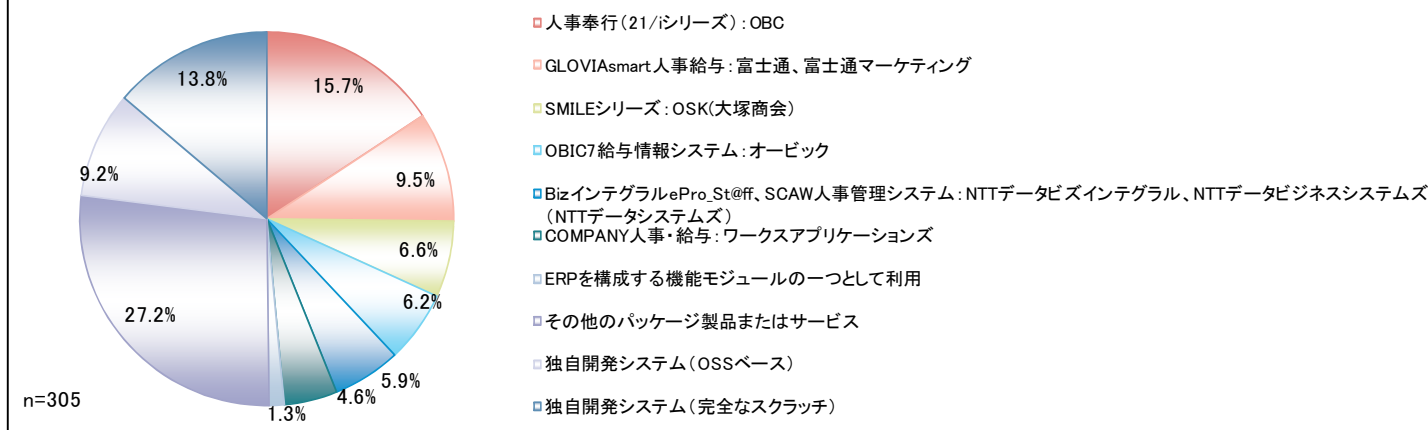 13.8%
15.7%
9.2%
9.5%
6.6%
6.2%
27.2%
5.9%
4.6%
1.3%
n=305
人事奉行(21/iシリーズ):OBC
GLOVIAsmart人事給与:富士通、富士通マーケティング
SMILEシリーズ:OSK(大塚商会)
OBIC7給与情報システム:オービック
BizインテグラルePro_St@ff、SCAW人事管理システム:NTTデータビズインテグラル、NTTデータビジネスシステムズ
(NTTデータシステムズ)
COMPANY人事・給与:ワークスアプリケーションズ
ERPを構成する機能モジュールの一つとして利用
その他のパッケージ製品またはサービス
独自開発システム(OSSベース)
独自開発システム(完全なスクラッチ)